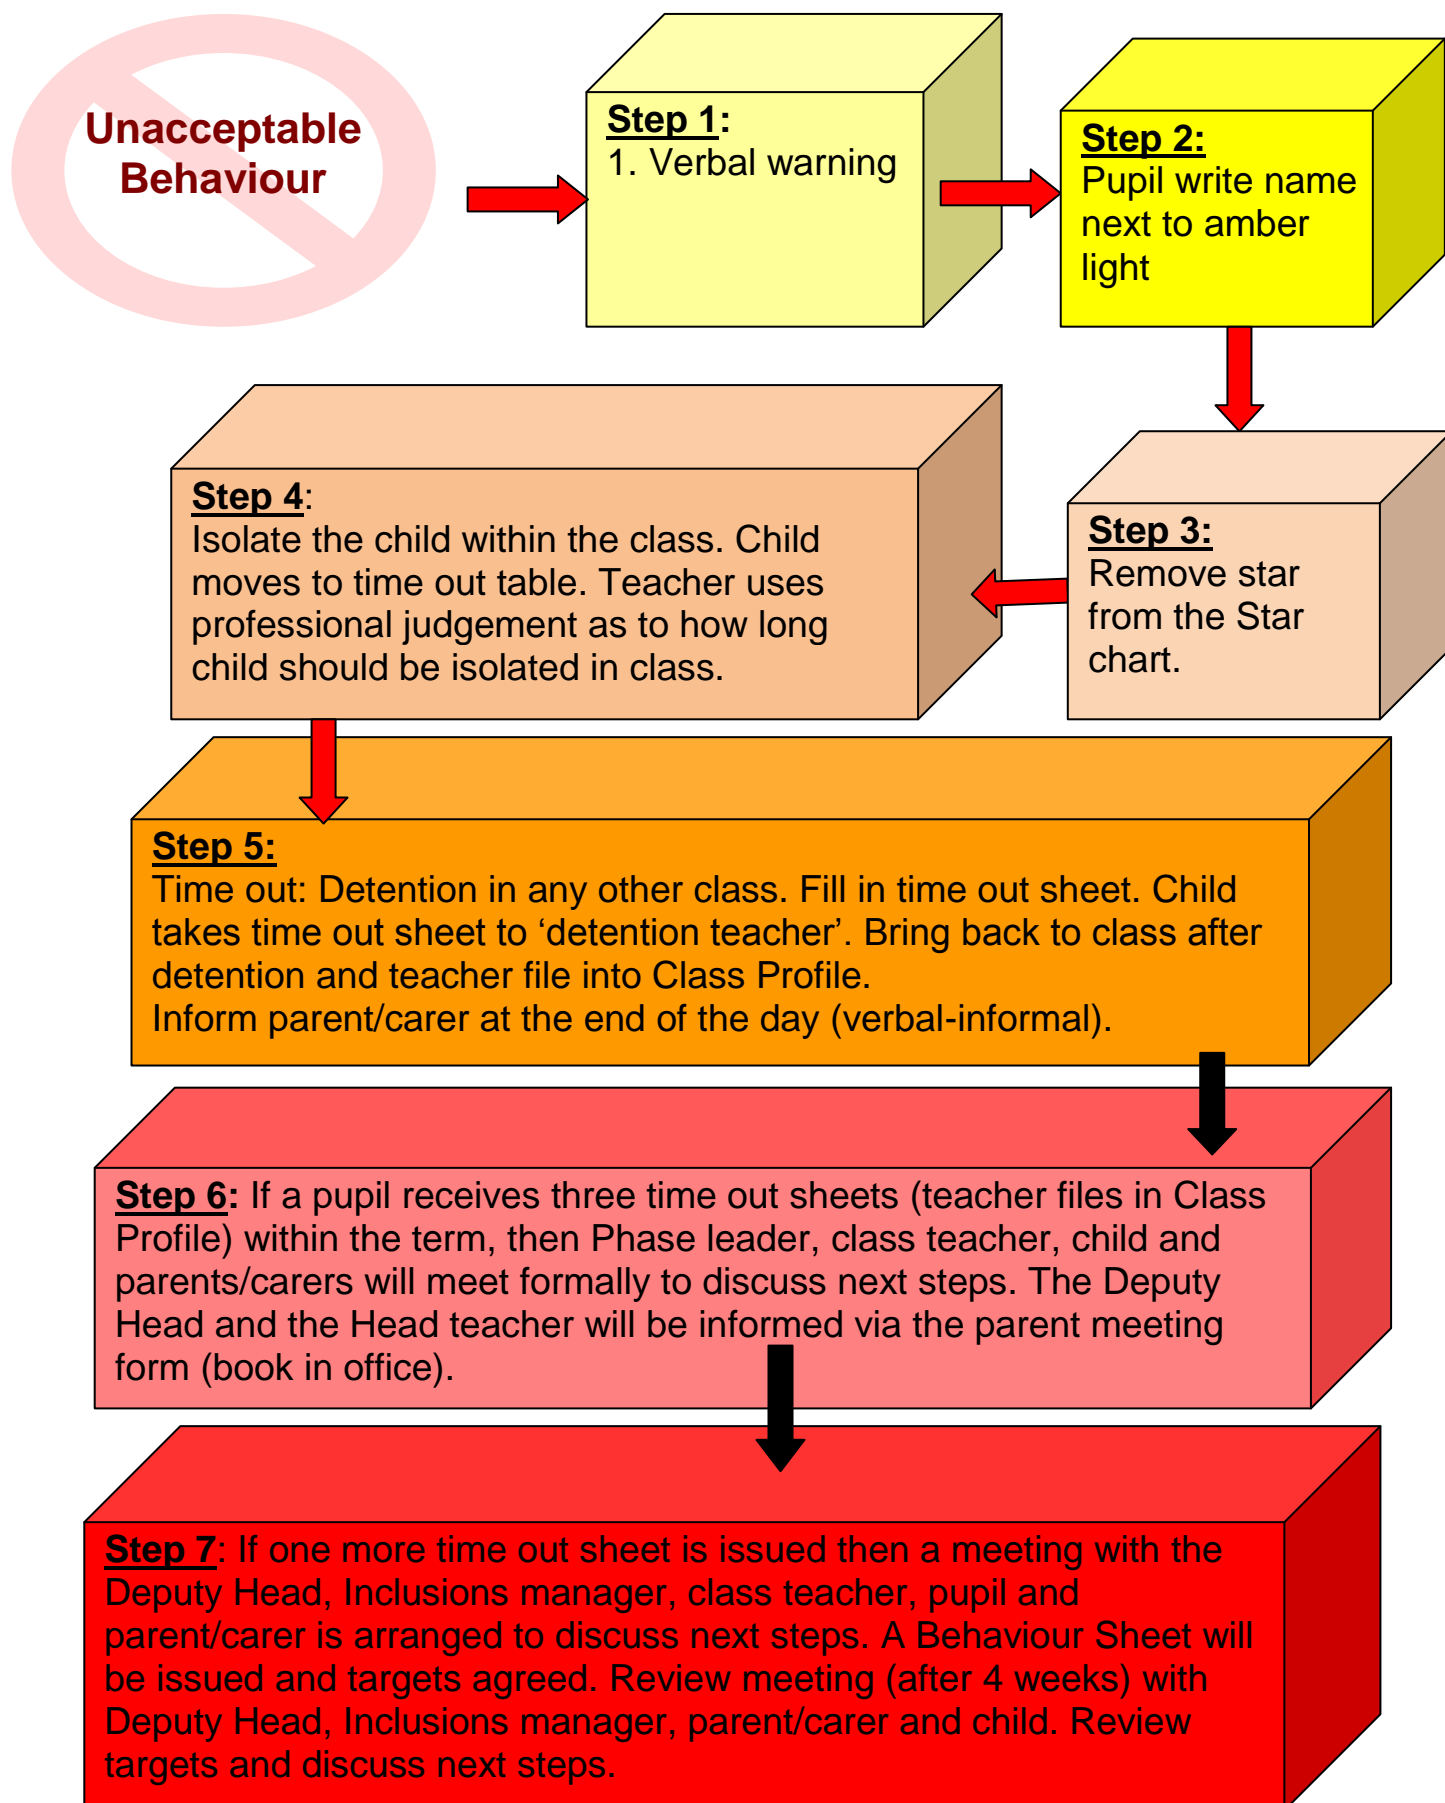 Unacceptable
Behaviour
Step 1:
1. Verbal warning
Step 2:
Pupil write name
next to amber
light
Step 3:
Remove star
from the Star
chart.
Step 4:
Isolate the child within the class. Child
moves to time out table. Teacher uses
professional judgement as to how long
child should be isolated in class.
Step 5:
Time out: Detention in any other class. Fill in time out sheet. Child
takes time out sheet to ‘detention teacher’. Bring back to class after
detention and teacher file into Class Profile.
Inform parent/carer at the end of the day (verbal-informal).
Step 6: If a pupil receives three time out sheets (teacher files in Class
Profile) within the term, then Phase leader, class teacher, child and
parents/carers will meet formally to discuss next steps. The Deputy
Head and the Head teacher will be informed via the parent meeting
form (book in office).
Step 7: If one more time out sheet is issued then a meeting with the
Deputy Head, Inclusions manager, class teacher, pupil and
parent/carer is arranged to discuss next steps. A Behaviour Sheet will
be issued and targets agreed. Review meeting (after 4 weeks) with
Deputy Head, Inclusions manager, parent/carer and child. Review
targets and discuss next steps.